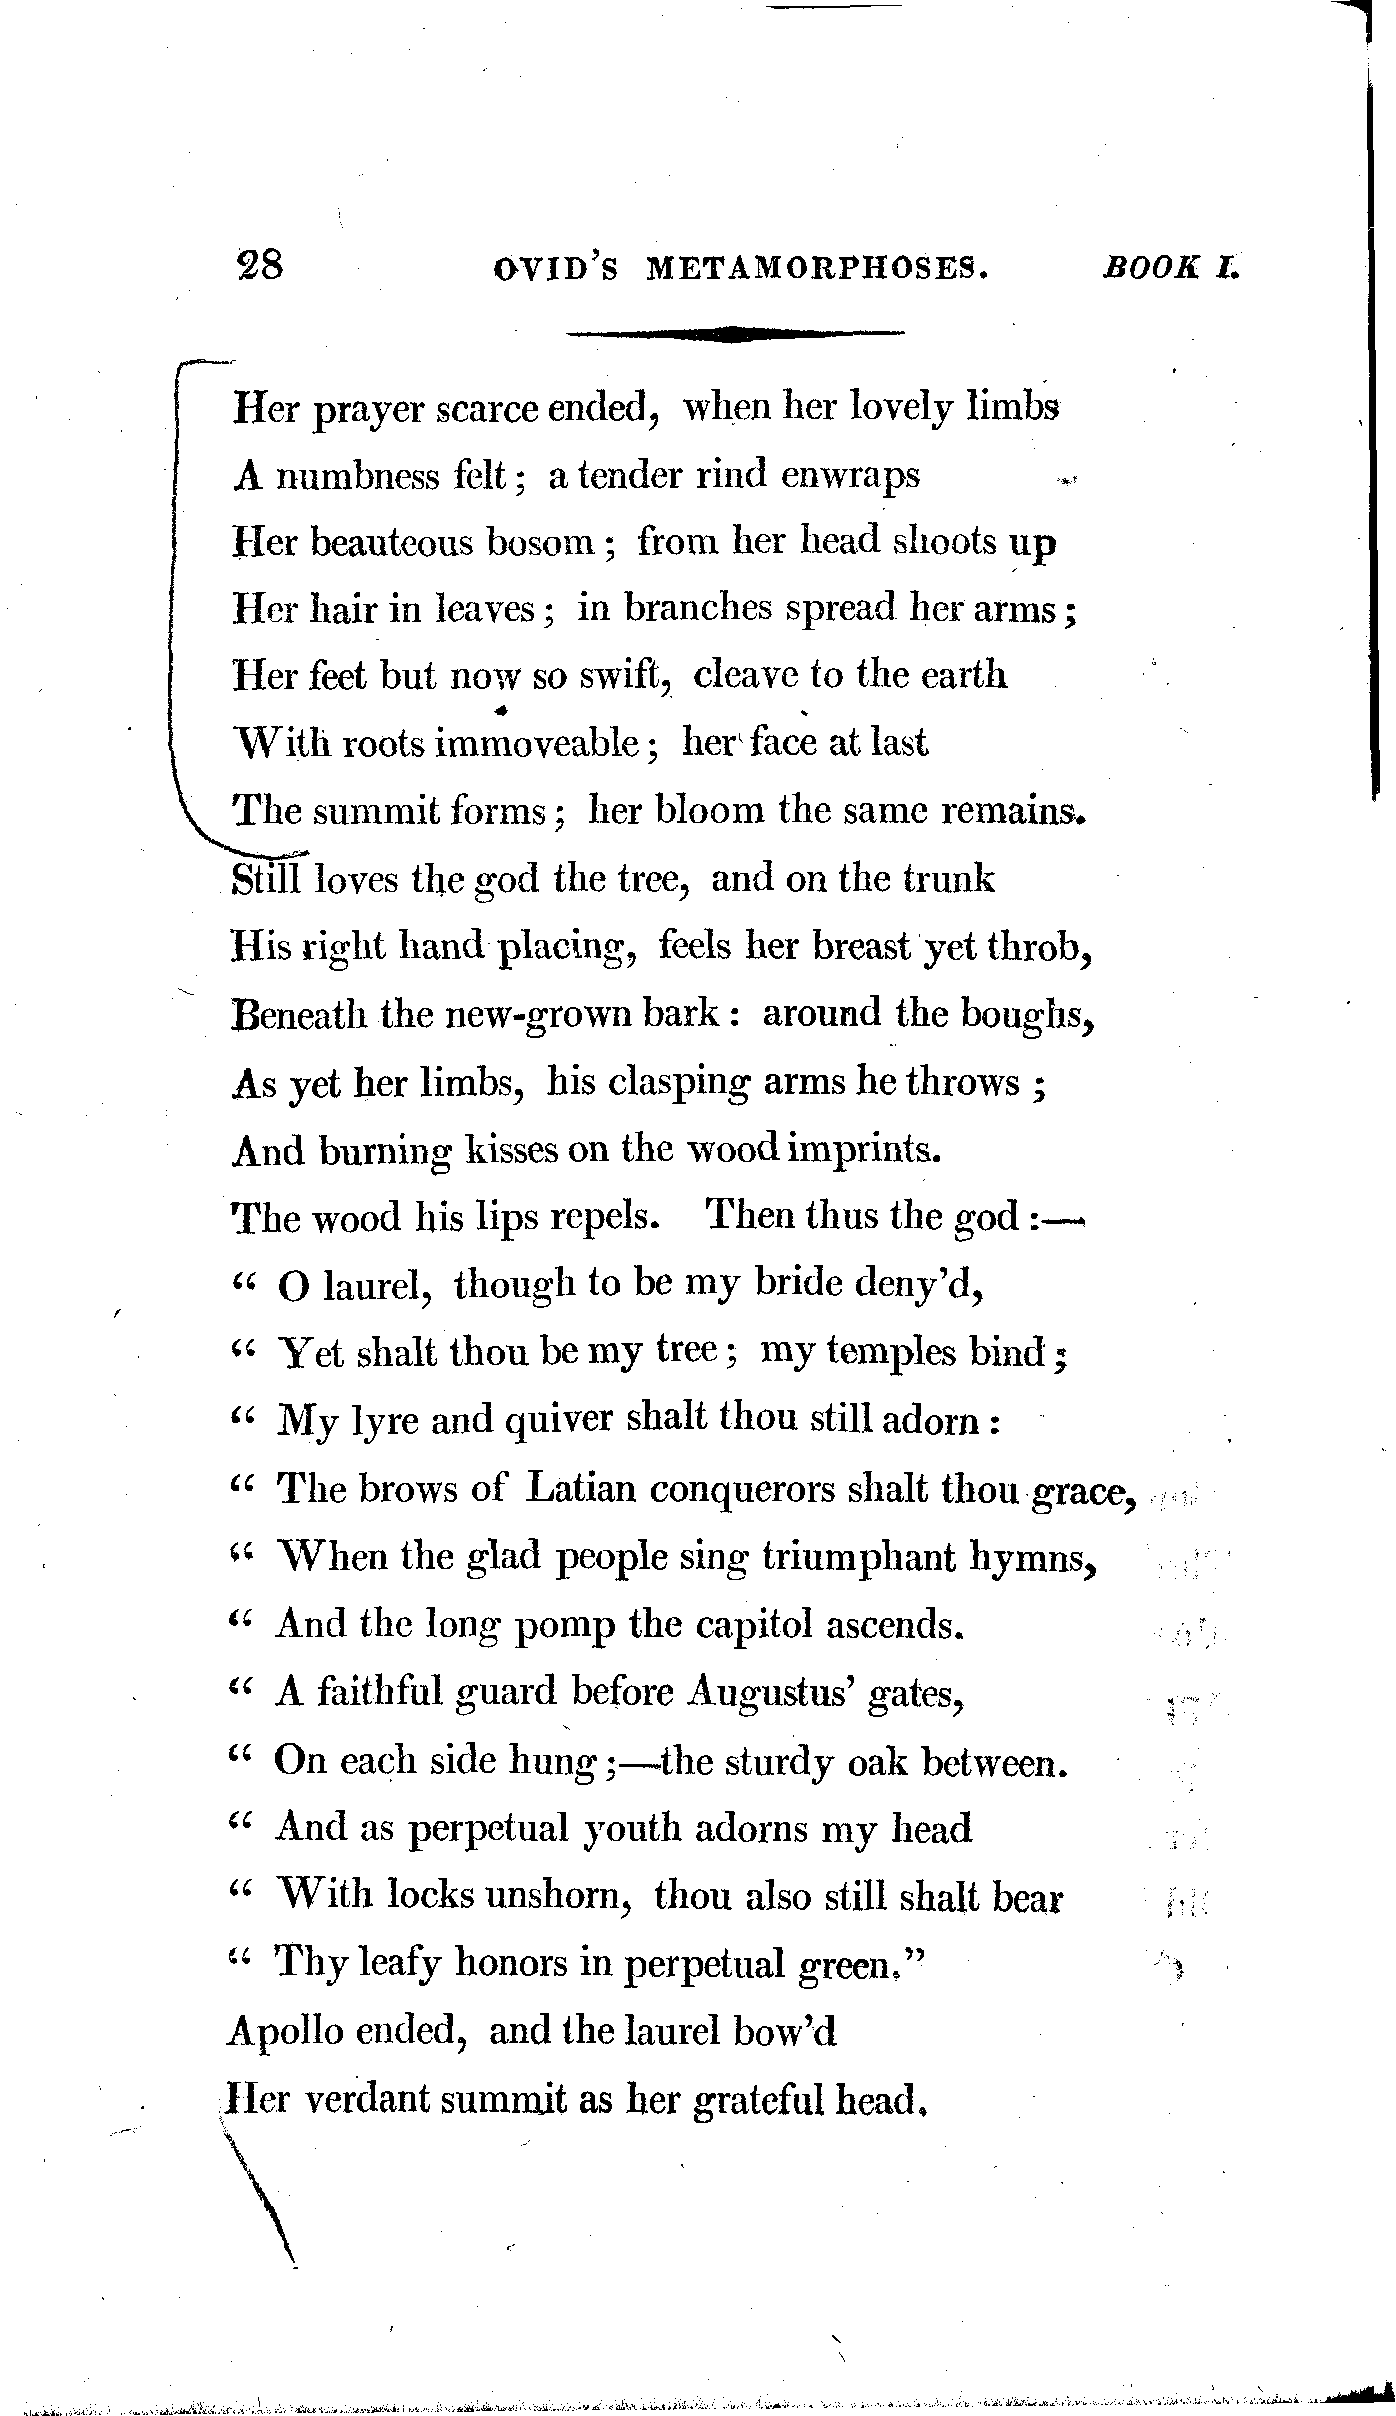 28 OVID'S METAMORPHOSES. BOOK I.
Her prayer scarce ended, when her lovely limbs
A numbness felt; a tender rind enwraps
Her beauteous bosom; from her head shoots up
Her hair in leaves; in branches spread her arms;
Her feet but now so swift, cleave to the earth
With roots immoveable; her face at last
The summit forms; her bloom the same remains.
Still loves the god the tree, and on the trunk
His right hand placing, feels her breast yet throb,
Beneath the new-grown bark: around the boughs,
As yet her limbs, his clasping arms he throws;
And burning kisses on the wood imprints.
The wood his lips repels. Then thus the god:—
“ O laurel, though to be my bride deny'd,
“ Yet shalt thou be my tree; my temples bind;
“ My lyre and quiver shalt thou still adorn:
“ The brows of Latian conquerors shalt thou grace,
“ When the glad people sing triumphant hymns,
“ And the long pomp the capitol ascends.
“ A faithful guard before Augustus' gates,
“ On each side hung;—the sturdy oak between.
“ And as perpetual youth adorns my head
“ With locks unshorn, thou also still shalt bear
“ Thy leafy honors in perpetual green.”
Apollo ended, and the laurel bow'd
Her verdant summit as her grateful head.